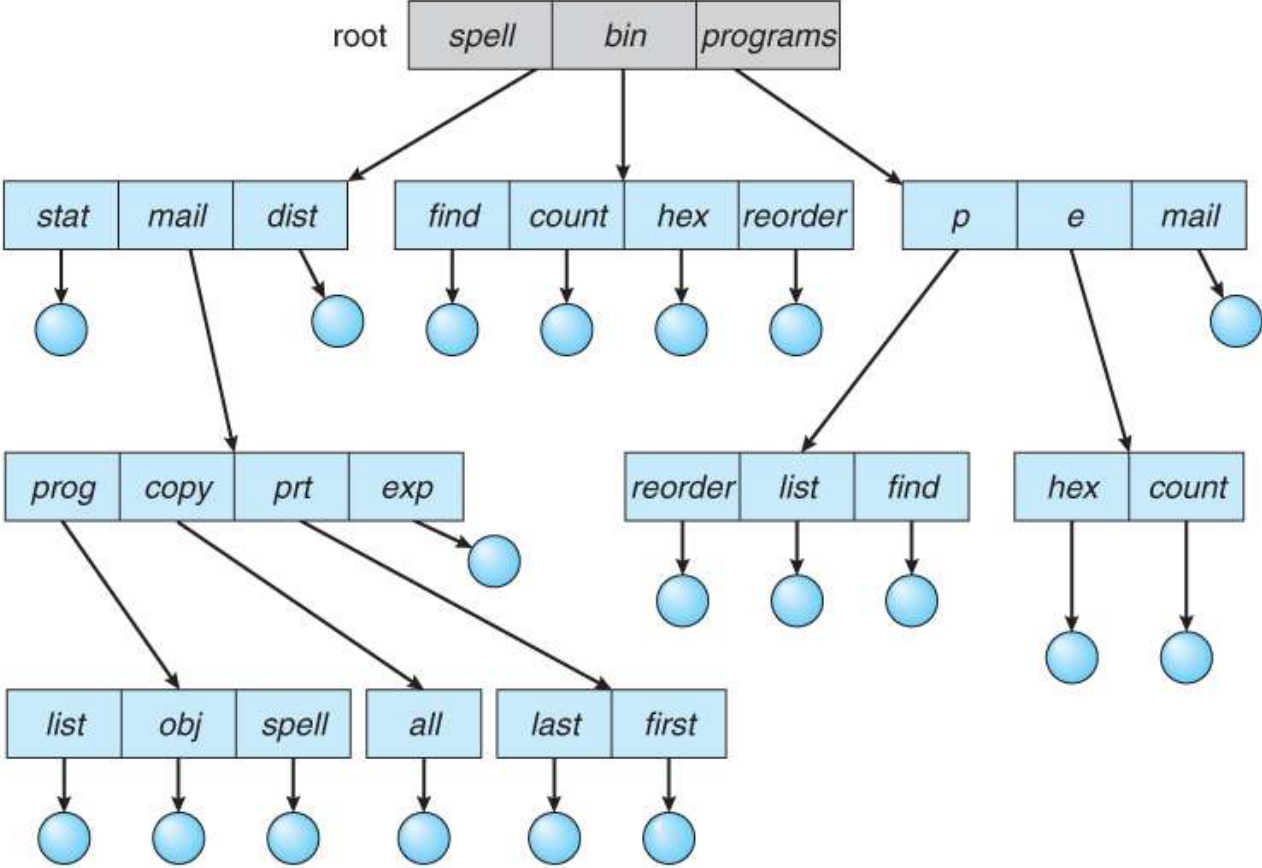 root spell bin programs
stat mail dist find count hex reorder p e mail
prog copy prt exp reorder list find hex count
list obj spell all last first